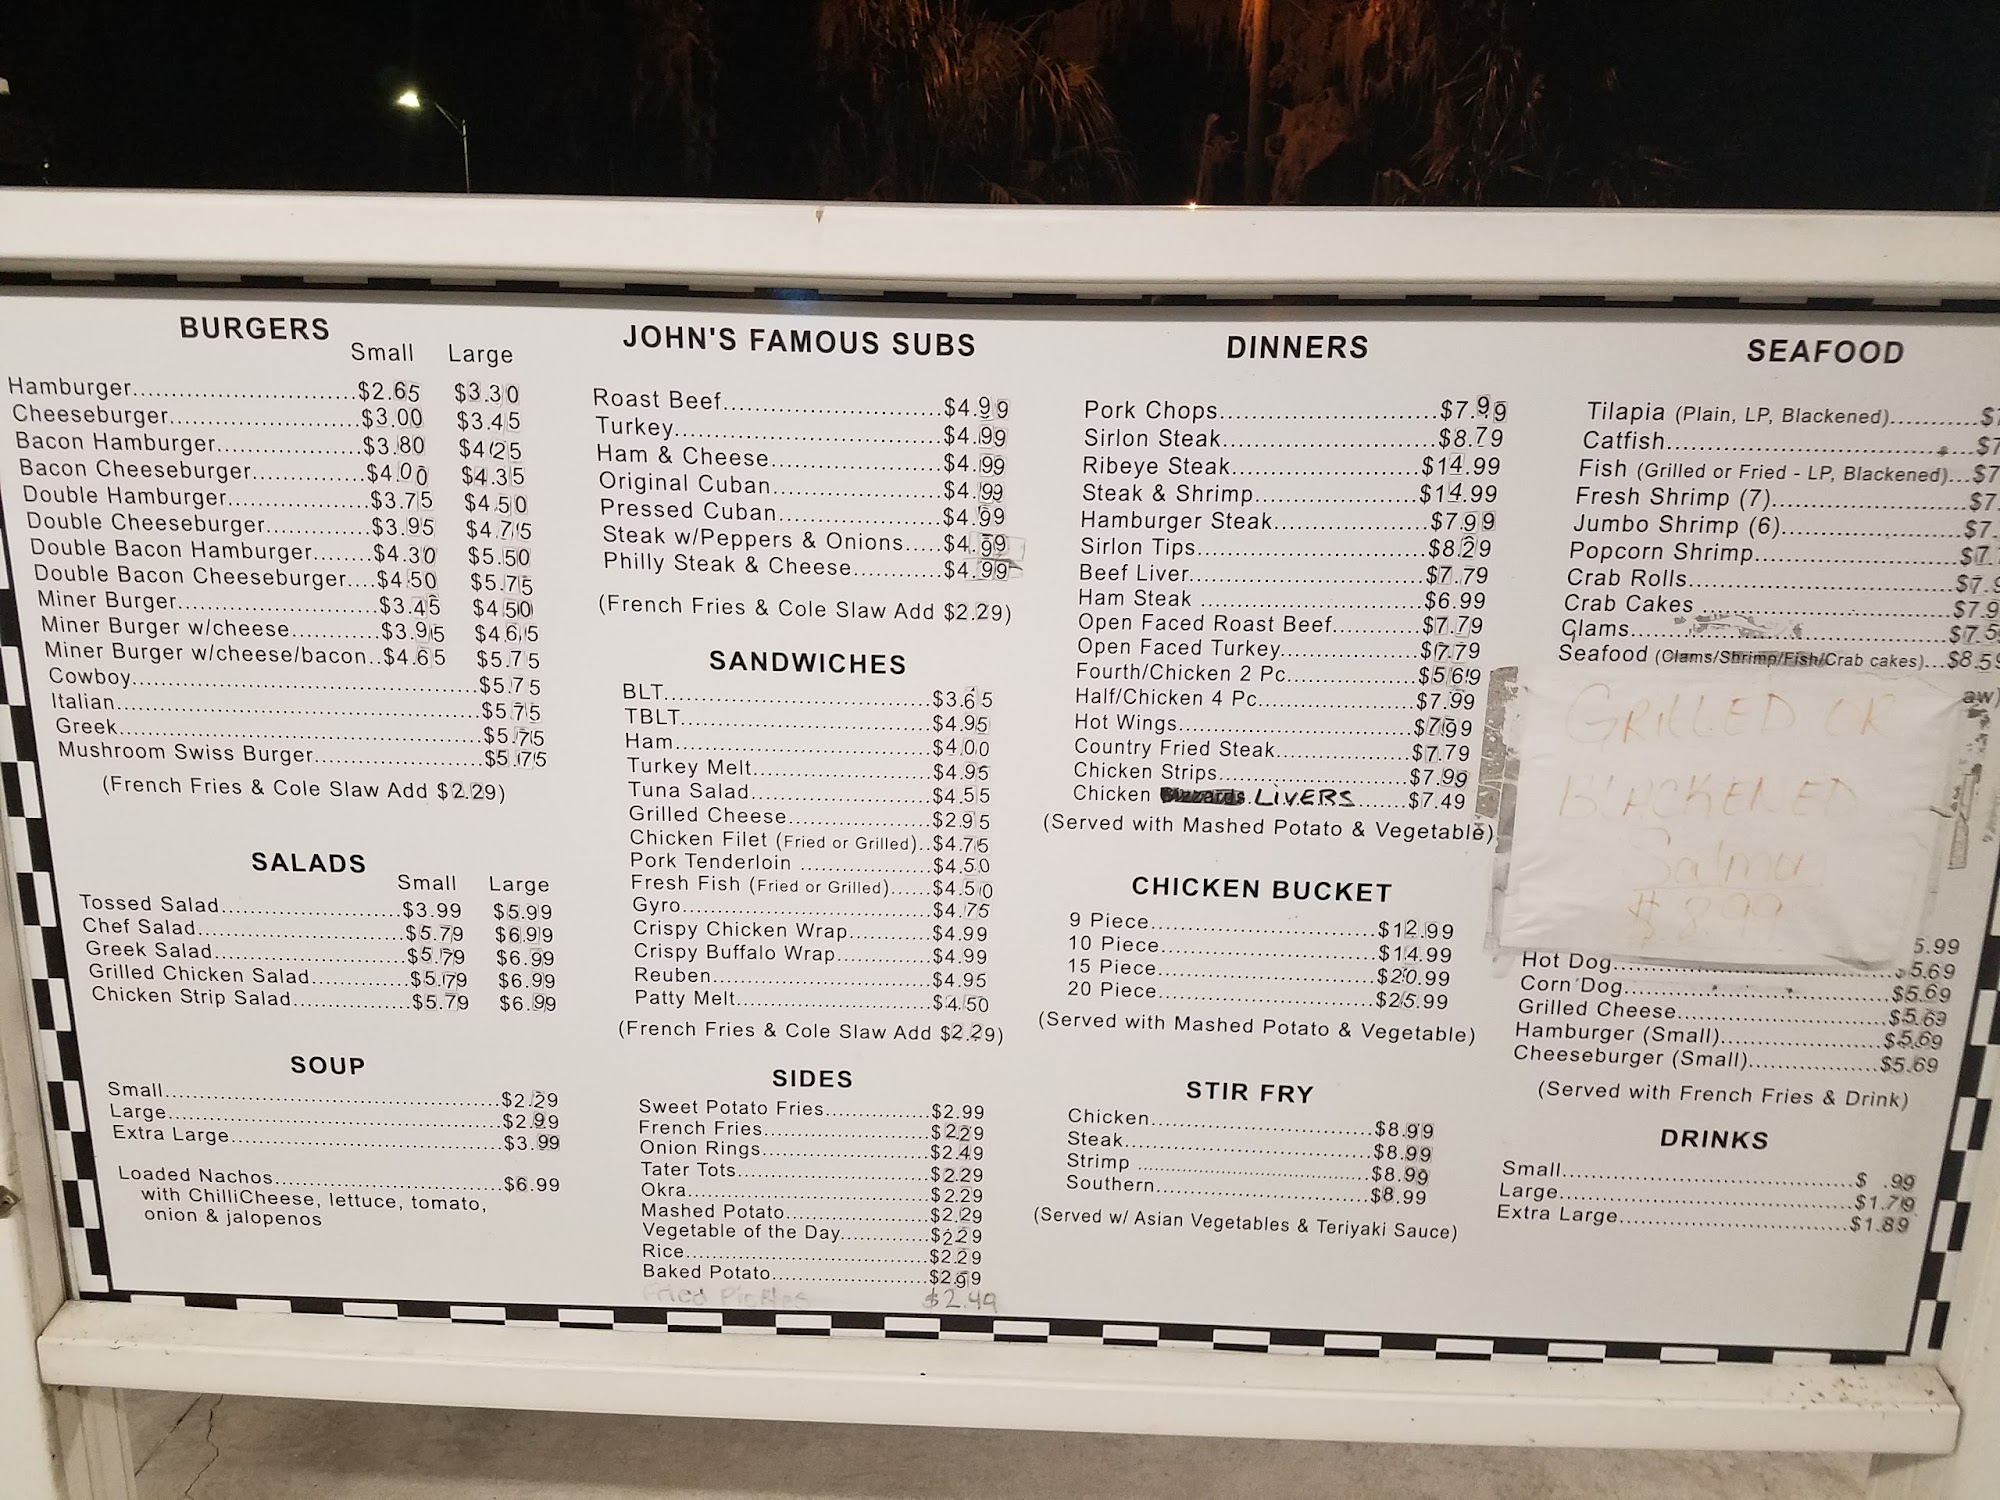 BURGERS
Small Large
Hamburger $2.65 $3.30
Cheeseburger $3.00 $3.45
Bacon Hamburger $3.80 $4.25
Bacon Cheeseburger $4.00 $4.35
Double Hamburger $3.75 $4.50
Double Cheeseburger $3.95 $4.75
Double Bacon Hamburger $4.30 $5.50
Double Bacon Cheeseburger $4.50 $5.75
Miner Burger $3.45 $4.50
Miner Burger w/cheese $3.95 $4.65
Miner Burger w/cheese/bacon $4.65 $5.75
Cowboy $5.75
Italian $5.75
Greek $5.75
Mushroom Swiss Burger $5.75
(French Fries & Cole Slaw Add $2.29)
SALADS
Small Large
Tossed Salad $3.99 $5.99
Chef Salad $5.79 $6.99
Greek Salad $5.79 $6.99
Grilled Chicken Salad $5.79 $6.99
Chicken Strip Salad $5.79 $6.99
SOUP
Small $2.29
Large $2.99
Extra Large $3.99
Loaded Nachos $6.99
with ChilliCheese, lettuce, tomato,
onion & jalopenos
JOHN'S FAMOUS SUBS
Roast Beef $4.99
Turkey $4.99
Ham & Cheese $4.99
Original Cuban $4.99
Pressed Cuban $4.99
Steak w/Peppers & Onions $4.99
Philly Steak & Cheese $4.99
(French Fries & Cole Slaw Add $2.29)
SANDWICHES
BLT $3.65
TBLT $4.95
Ham $4.00
Turkey Melt $4.95
Tuna Salad $4.55
Grilled Cheese $2.95
Chicken Filet (Fried or Grilled) $4.75
Pork Tenderloin $4.50
Fresh Fish (Fried or Grilled) $4.50
Gyro $4.75
Crispy Chicken Wrap $4.99
Crispy Buffalo Wrap $4.99
Reuben $4.95
Patty Melt $4.50
(French Fries & Cole Slaw Add $2.29)
SIDES
Sweet Potato Fries $2.99
French Fries $2.29
Onion Rings $2.49
Tater Tots $2.29
Okra $2.29
Mashed Potato $2.29
Vegetable of the Day $2.29
Rice $2.29
Baked Potato $2.99
Fried Pickles $2.49
DINNERS
Pork Chops $7.99
Sirlon Steak $8.79
Ribeye Steak $14.99
Steak & Shrimp $14.99
Hamburger Steak $7.99
Sirlon Tips $8.29
Beef Liver $7.79
Ham Steak $6.99
Open Faced Roast Beef $7.79
Open Faced Turkey $7.79
Fourth/Chicken 2 Pc $5.69
Half/Chicken 4 Pc $7.99
Hot Wings $7.99
Country Fried Steak $7.79
Chicken Strips $7.99
Chicken LIVERS $7.49
(Served with Mashed Potato & Vegetable)
CHICKEN BUCKET
9 Piece $12.99
10 Piece $14.99
15 Piece $20.99
20 Piece $25.99
(Served with Mashed Potato & Vegetable)
STIR FRY
Chicken $8.99
Steak $8.99
Strimp $8.99
Southern $8.99
(Served w/ Asian Vegetables & Teriyaki Sauce)
SEAFOOD
Tilapia (Plain, LP, Blackened) $7
Catfish $7
Fish (Grilled or Fried - LP, Blackened) $7
Fresh Shrimp (7) $7.
Jumbo Shrimp (6) $7.
Popcorn Shrimp $7.
Crab Rolls $7.9
Crab Cakes $7.9
Clams $7.5
Seafood (Clams/Shrimp/Fish/Crab cakes) $8.5
aw)
GRILLED OR
BLACKENED
Salmon
$8.99
5.99
Hot Dog $5.69
Corn Dog $5.69
Grilled Cheese $5.69
Hamburger (Small) $5.69
Cheeseburger (Small) $5.69
(Served with French Fries & Drink)
DRINKS
Small $ .99
Large $1.79
Extra Large $1.89